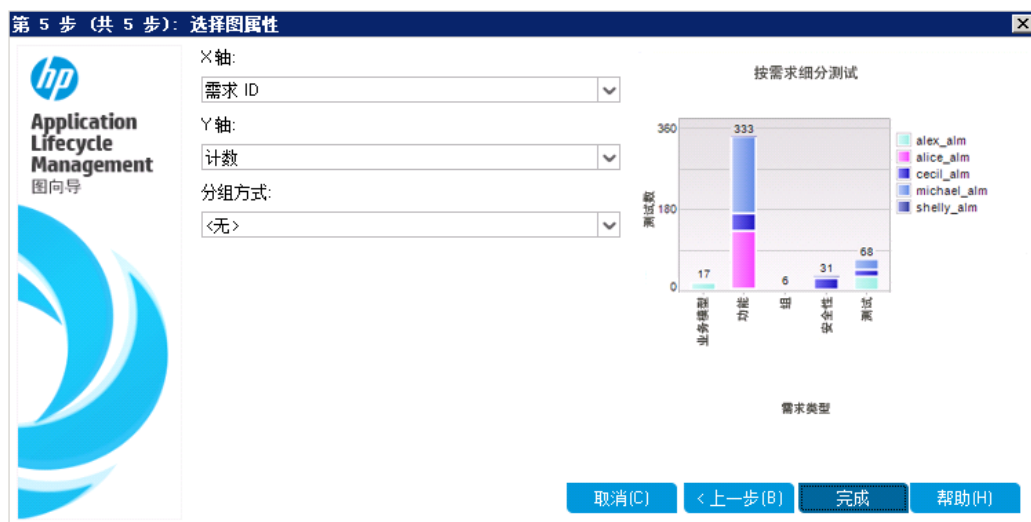 第 5 步 (共 5 步): 选择图属性
hp
Application
Lifecycle
Management
图向导
X轴:
需求 ID
Y轴:
计数
分组方式:
<无>
按需求细分测试
360
180
0
测试数
333
17
6
31
68
业务模型
功能
组
安全性
测试
需求类型
alex_alm
alice_alm
cecil_alm
michael_alm
shelly_alm
取消(C)
<上一步(B)
完成
帮助(H)